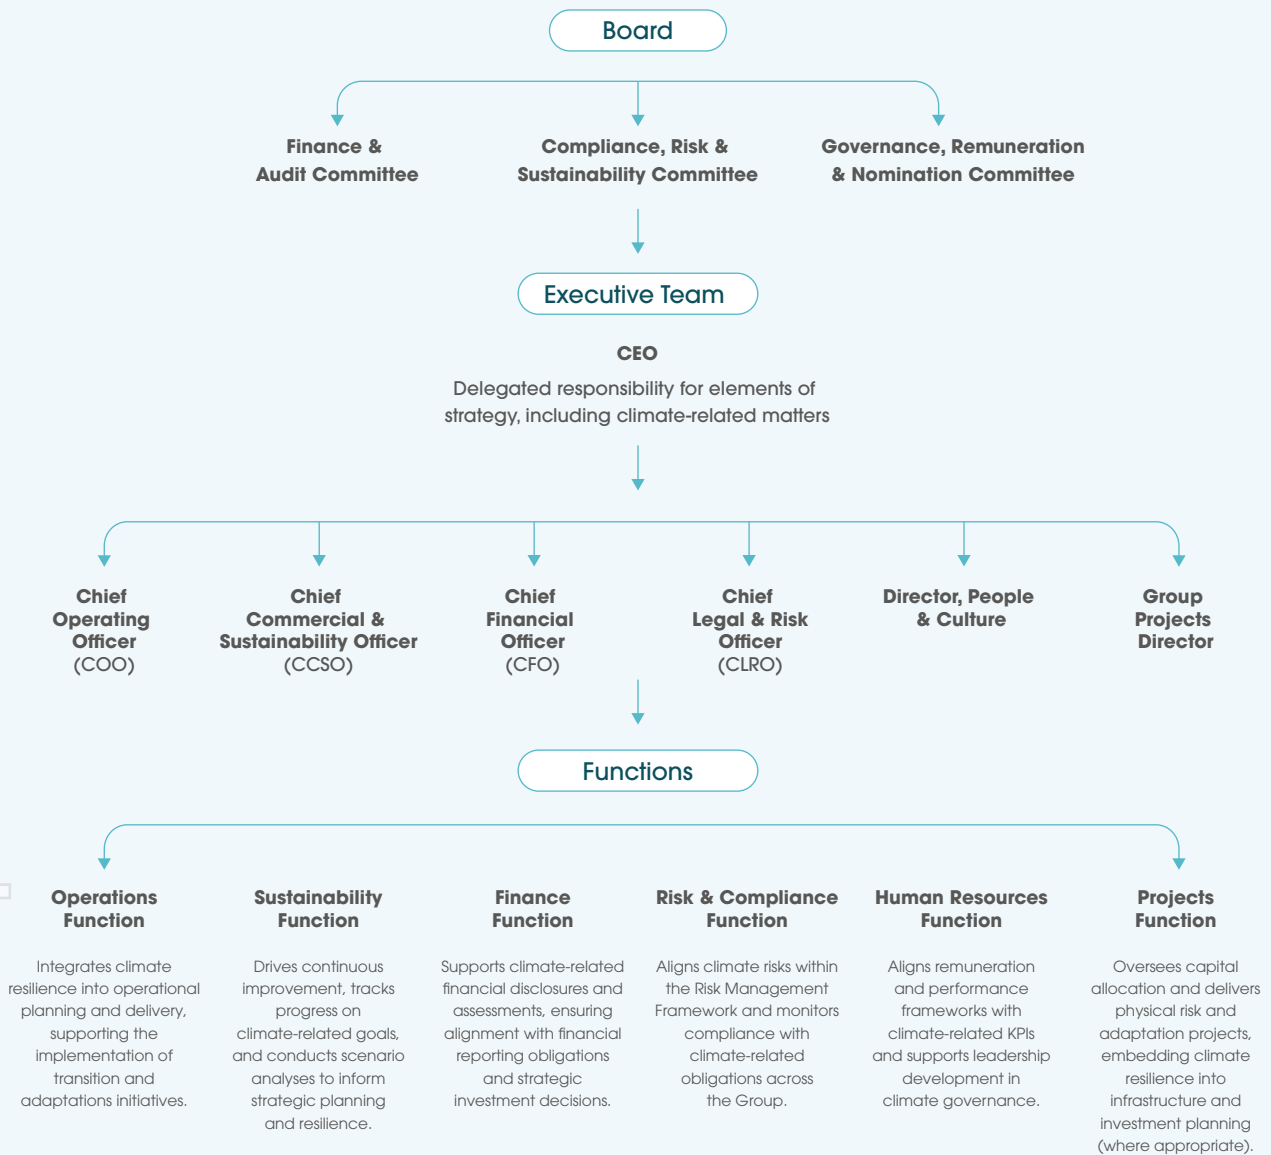 Board
Finance &
Audit Committee
Compliance, Risk &
Sustainability Committee
Governance, Remuneration
& Nomination Committee
Executive Team
CEO
Delegated responsibility for elements of
strategy, including climate-related matters
Chief
Operating
Officer
(COO)
Chief
Commercial &
Sustainability Officer
(CCSO)
Chief
Financial
Officer
(CFO)
Chief
Legal & Risk
Officer
(CLRO)
Director, People
& Culture
Group
Projects
Director
Functions
Operations
Function
Integrates climate
resilience into operational
planning and delivery,
supporting the
implementation of
transition and
adaptations initiatives.
Sustainability
Function
Drives continuous
improvement, tracks
progress on
climate-related goals,
and conducts scenario
analyses to inform
strategic planning
and resilience.
Finance
Function
Supports climate-related
financial disclosures and
assessments, ensuring
alignment with financial
reporting obligations
and strategic
investment decisions.
Risk & Compliance
Function
Aligns climate risks within
the Risk Management
Framework and monitors
compliance with
climate-related
obligations across
the Group.
Human Resources
Function
Aligns remuneration
and performance
frameworks with
climate-related KPIs
and supports leadership
development in
climate governance.
Projects
Function
Oversees capital
allocation and delivers
physical risk and
adaptation projects,
embedding climate
resilience into
infrastructure and
investment planning
(where appropriate).